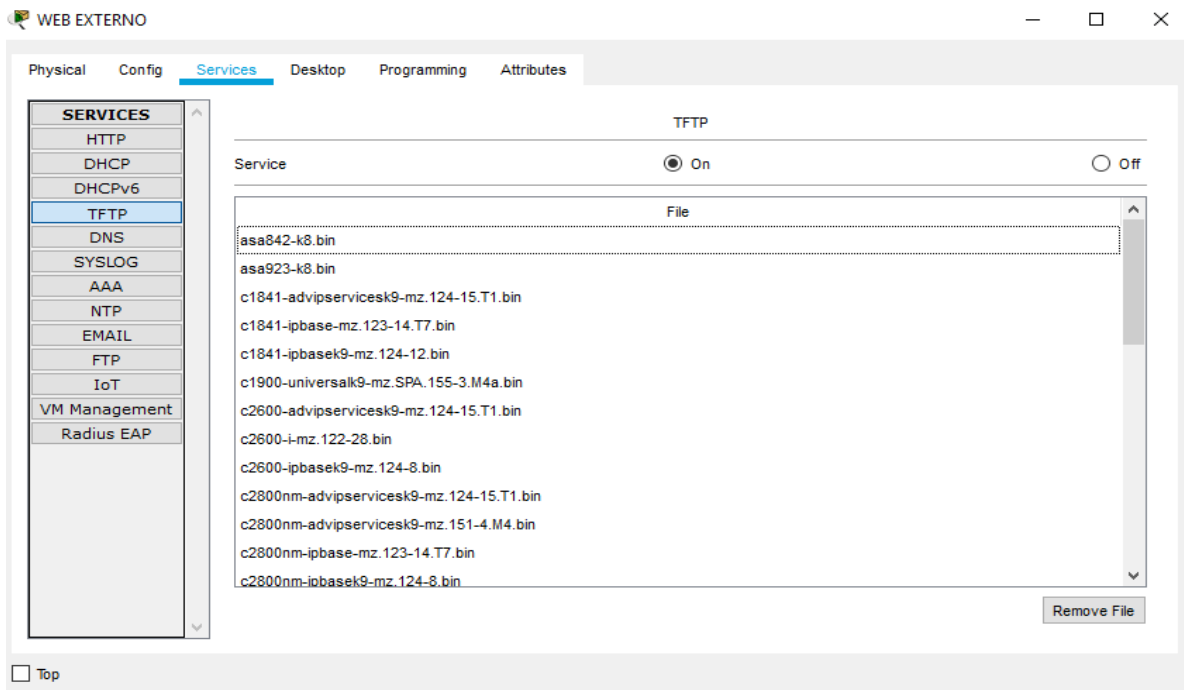 WEB EXTERNO
Physical Config Services Desktop Programming Attributes
SERVICES
HTTP
DHCP
DHCPv6
TFTP
DNS
SYSLOG
AAA
NTP
EMAIL
FTP
IoT
VM Management
Radius EAP
TFTP
Service On Off
File
asa842-k8.bin
asa923-k8.bin
c1841-advipservicesk9-mz.124-15.T1.bin
c1841-ipbase-mz.123-14.T7.bin
c1841-ipbasek9-mz.124-12.bin
c1900-universalk9-mz.SPA.155-3.M4a.bin
c2600-advipservicesk9-mz.124-15.T1.bin
c2600-i-mz.122-28.bin
c2600-ipbasek9-mz.124-8.bin
c2800nm-advipservicesk9-mz.124-15.T1.bin
c2800nm-advipservicesk9-mz.151-4.M4.bin
c2800nm-ipbase-mz.123-14.T7.bin
c2800nm-ipbasek9-mz.124-8.bin
Remove File
Top